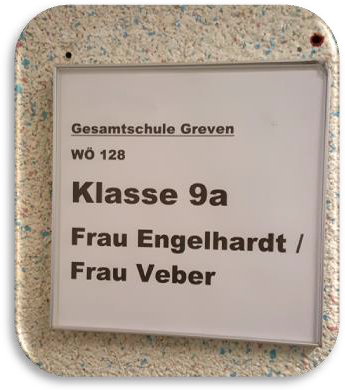 Gesamtschule Greven
WÖ 128
Klasse 9a
Frau Engelhardt /
Frau Veber